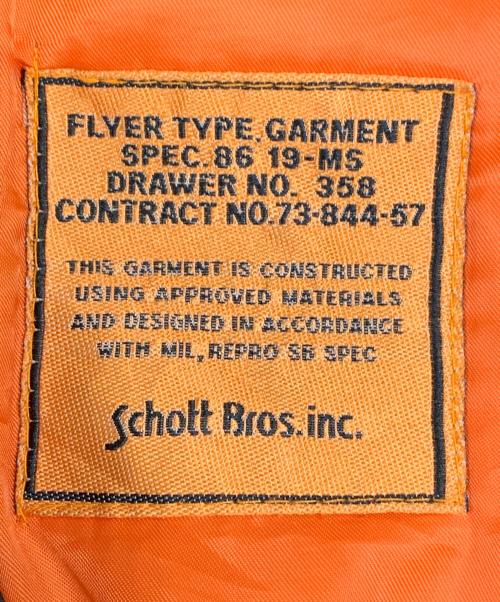 FLYER TYPE. GARMENT
SPEC. 86 19-MS
DRAWER NO. 358
CONTRACT NO.73-844-57
THIS GARMENT IS CONSTRUCTED
USING APPROVED MATERIALS
AND DESIGNED IN ACCORDANCE
WITH MIL, REPRO SB SPEC
Schott Bros. inc.